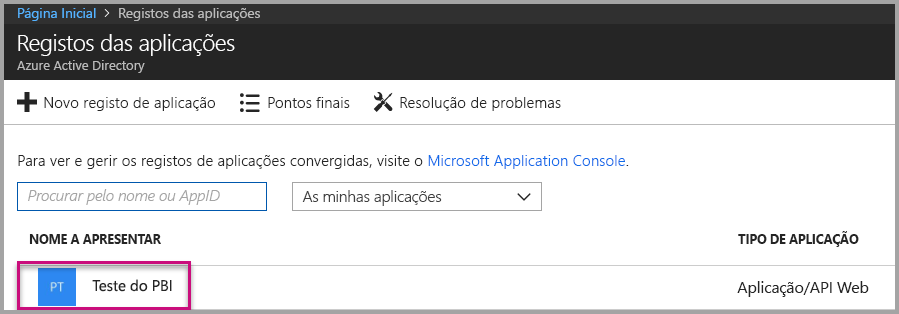 Página Inicial > Registos das aplicações
Registos das aplicações
Azure Active Directory
Novo registo de aplicação Pontos finais Resolução de problemas
Para ver e gerir os registos de aplicações convergidas, visite o Microsoft Application Console.
Procurar pelo nome ou AppID As minhas aplicações
NOME A APRESENTAR TIPO DE APLICAÇÃO
PT Teste do PBI Aplicação/API Web